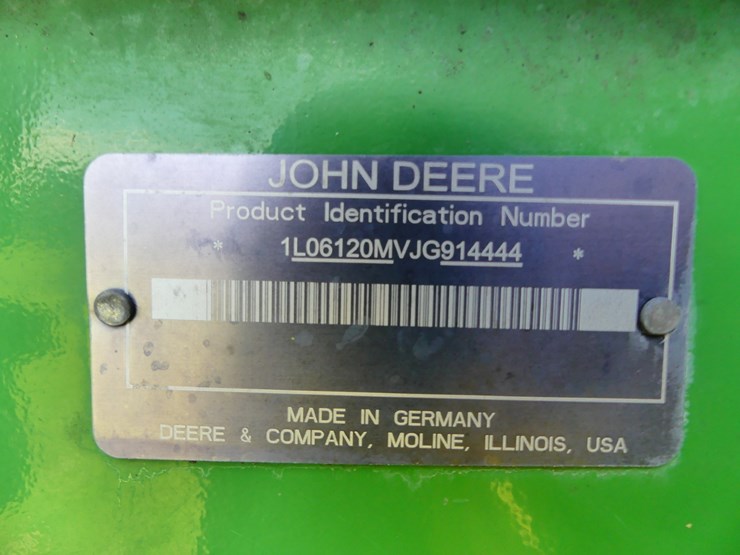 JOHN DEERE
Product Identification Number
* 1L06120MVJG914444 *
MADE IN GERMANY
DEERE & COMPANY, MOLINE, ILLINOIS, USA